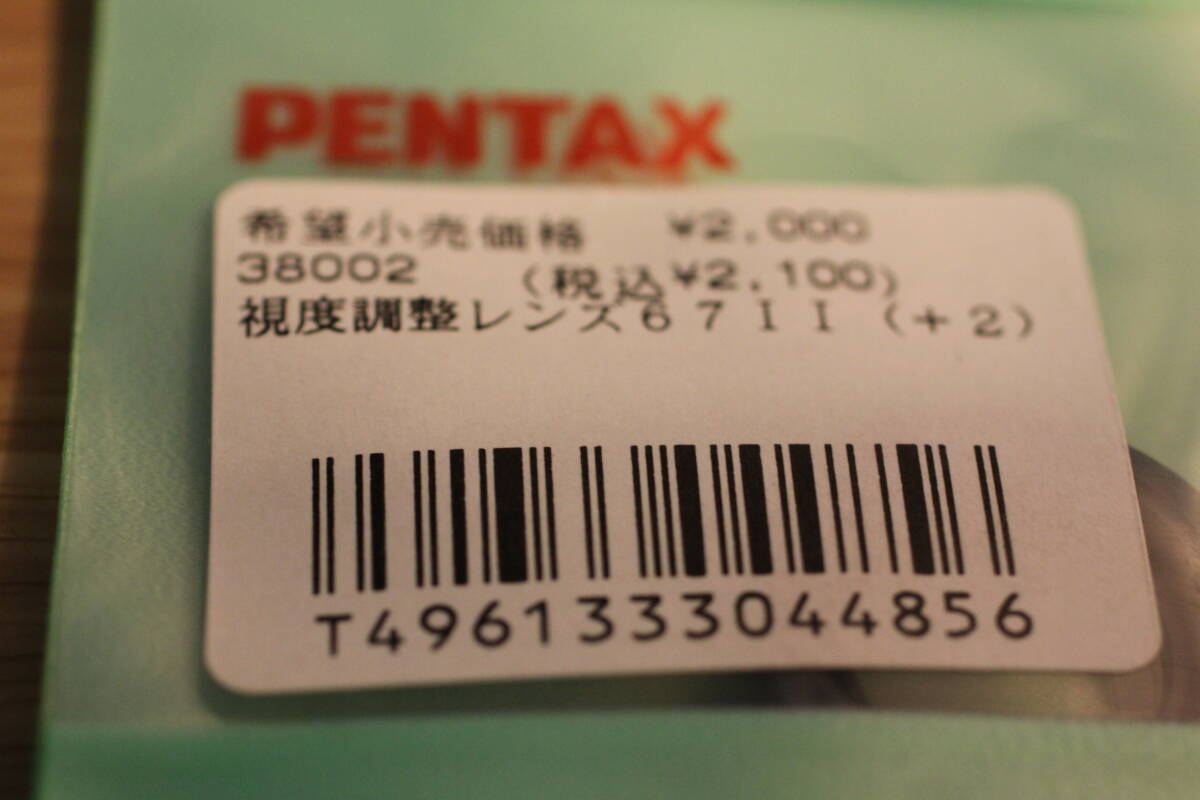 PENTAX
希望小売価格 ¥2,000
38002 (税込¥2,100)
視度調整レンズ67II (+2)
T4961333044856